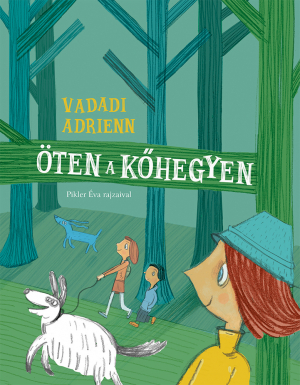 VADADI
ADRIENN
ÖTEN A KŐHEGYEN
Pikler Éva rajzaival